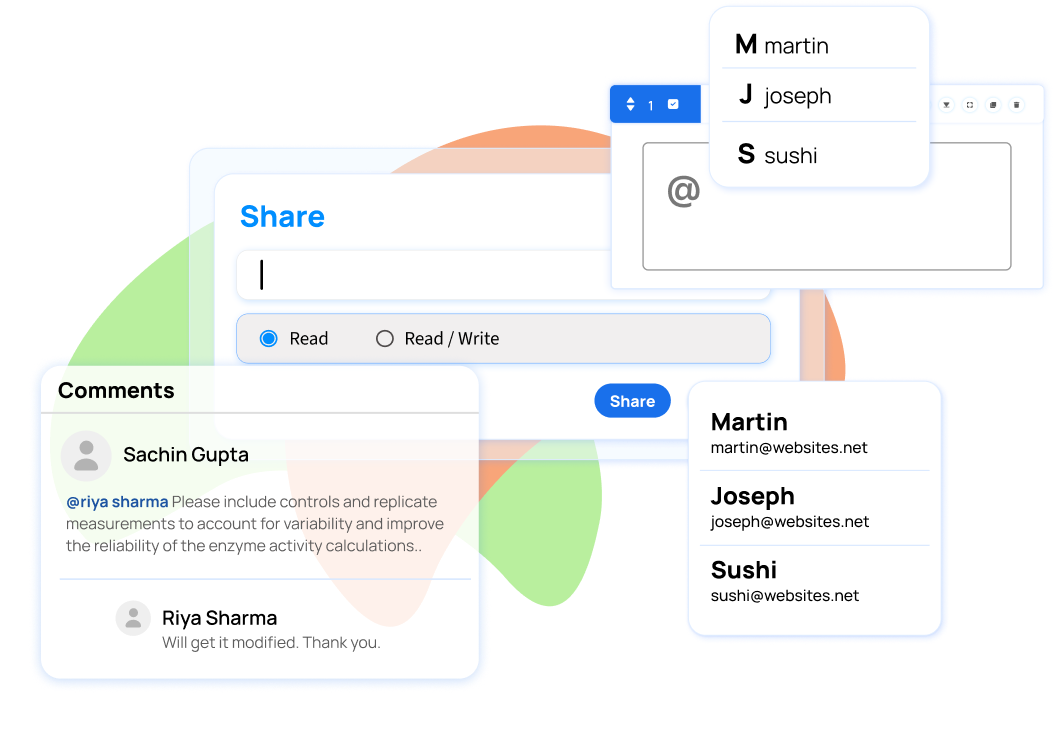 M martin
J joseph
S sushi
1
@
Share
Read
Read / Write
Share
Comments
Sachin Gupta
@riya sharma Please include controls and replicate
measurements to account for variability and improve
the reliability of the enzyme activity calculations..
Riya Sharma
Will get it modified. Thank you.
Martin
martin@websites.net
Joseph
joseph@websites.net
Sushi
sushi@websites.net